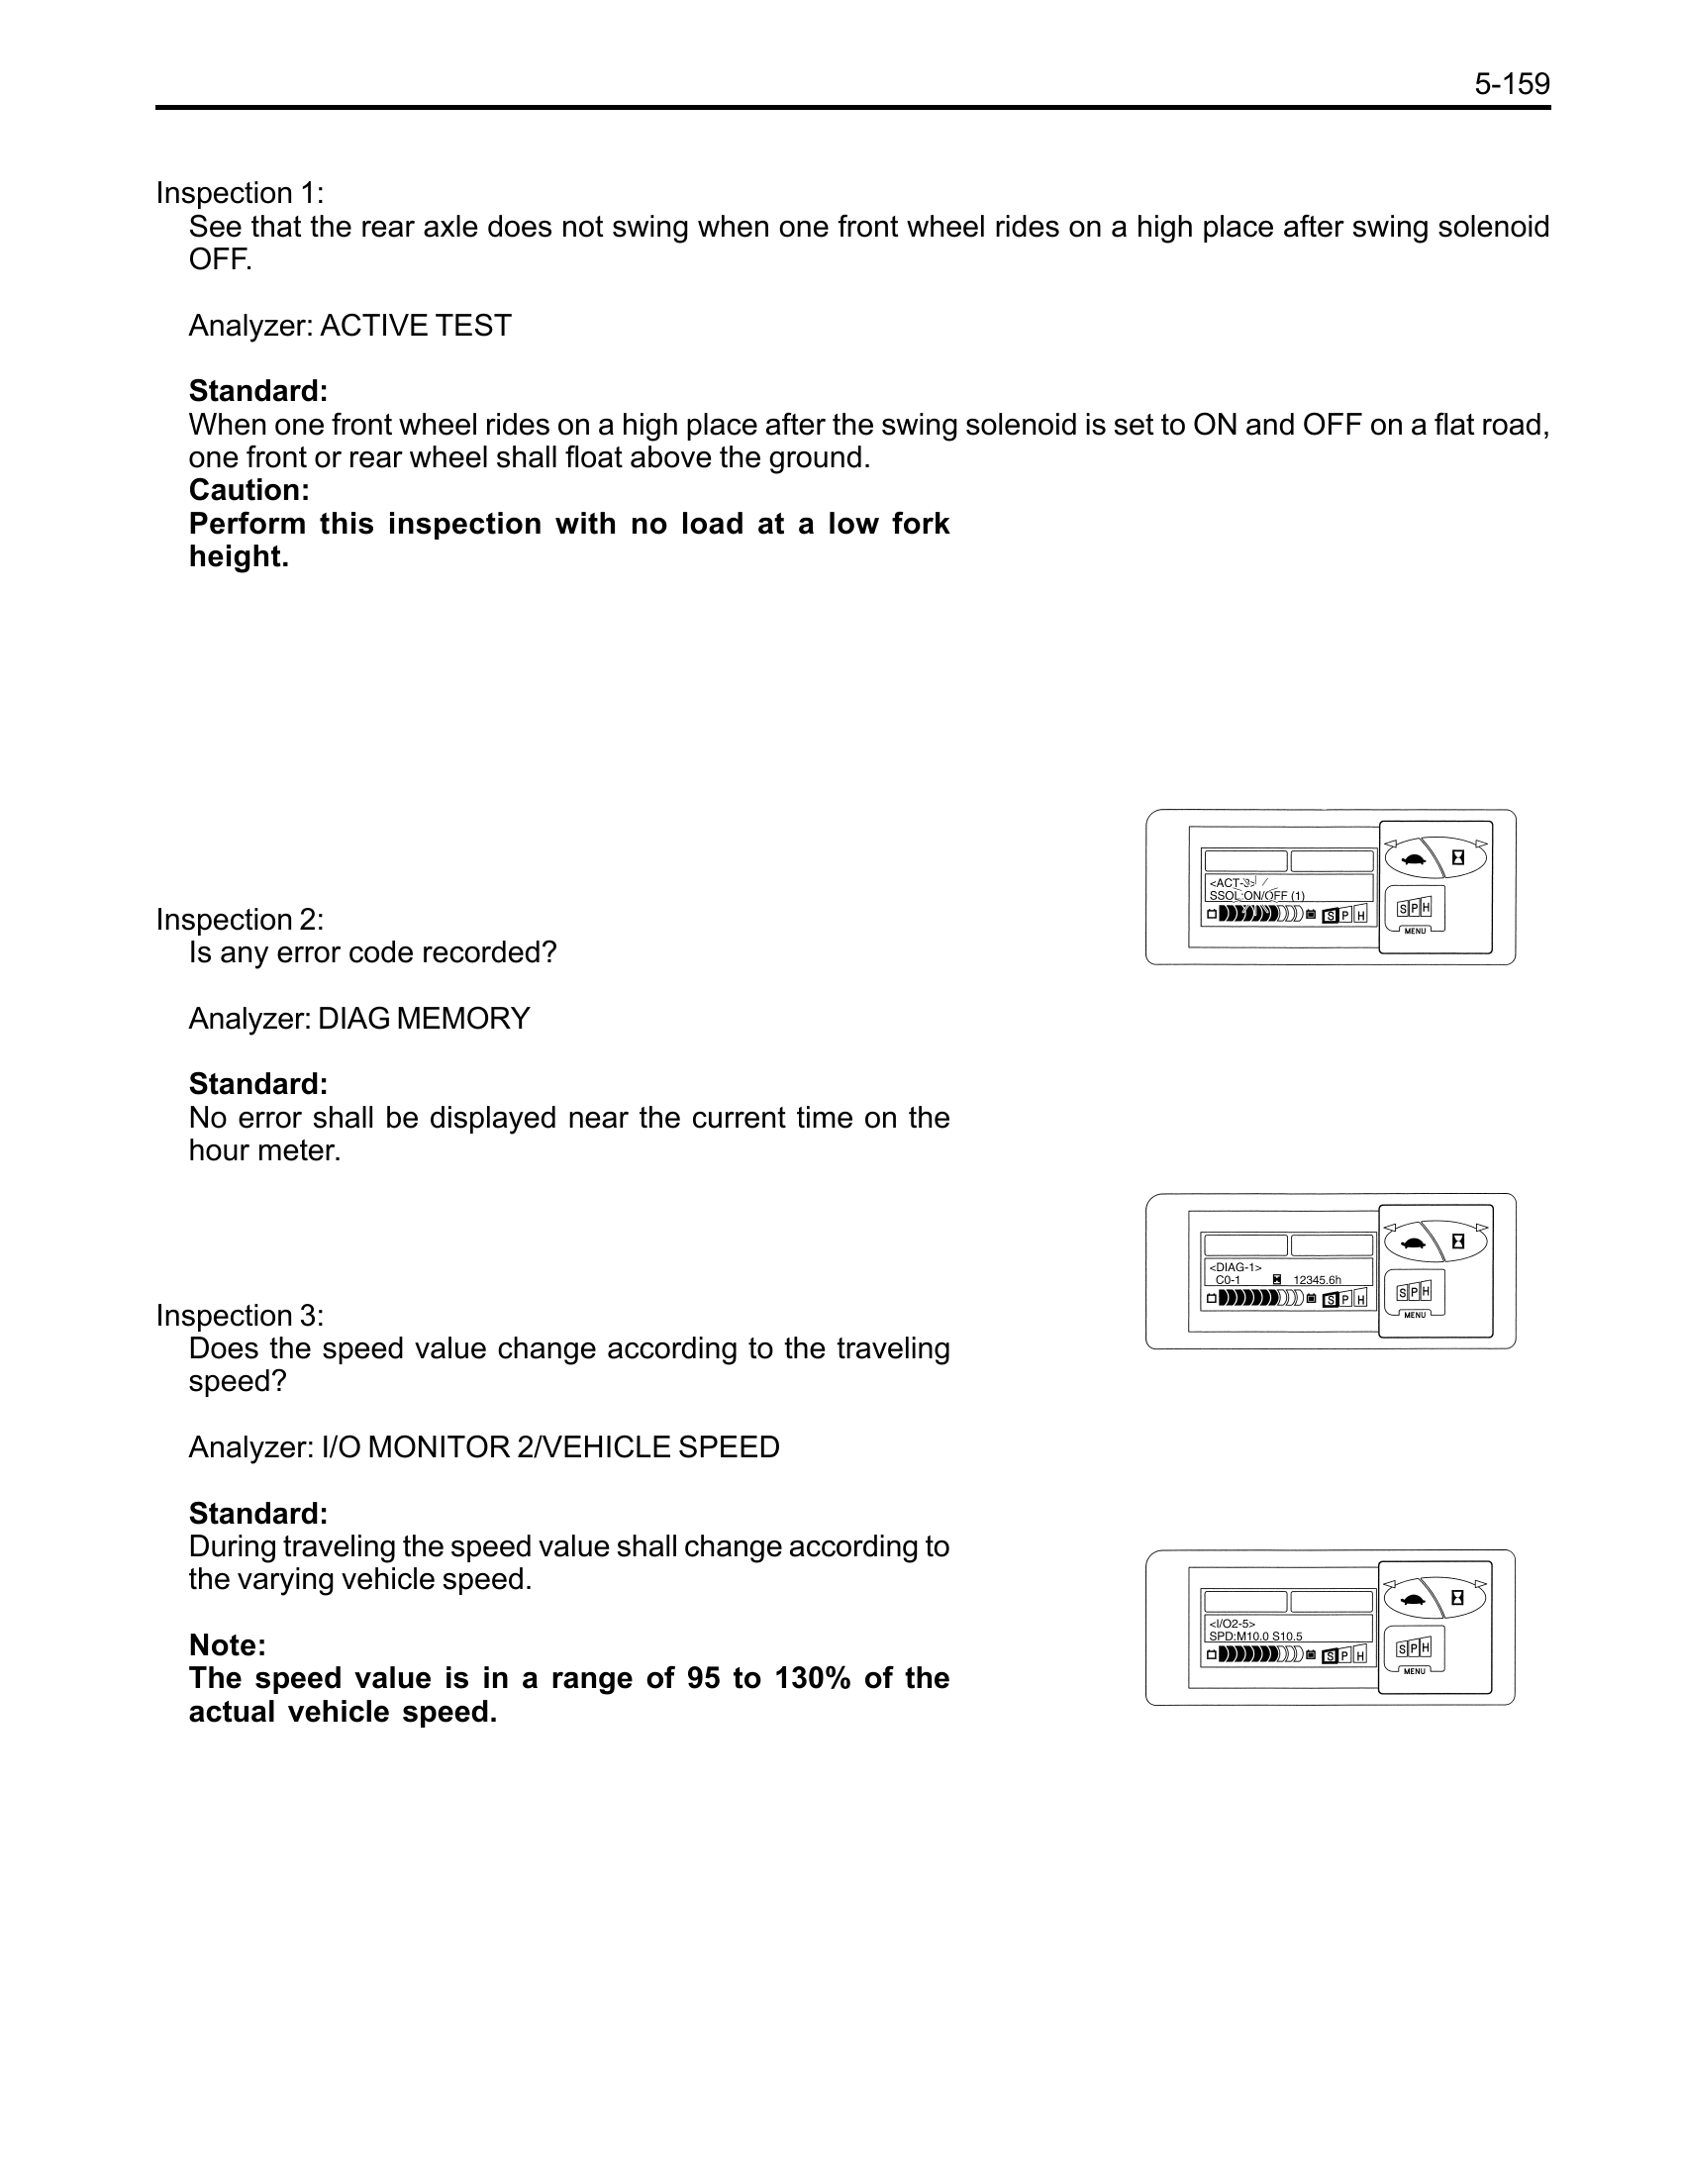 5-159
Inspection 1:
See that the rear axle does not swing when one front wheel rides on a high place after swing solenoid
OFF.
Analyzer: ACTIVE TEST
Standard:
When one front wheel rides on a high place after the swing solenoid is set to ON and OFF on a flat road,
one front or rear wheel shall float above the ground.
Caution:
Perform this inspection with no load at a low fork
height.
<ACT-3>
SSOL:ON/OFF (1)
S P H
S P H
MENU
Inspection 2:
Is any error code recorded?
Analyzer: DIAG MEMORY
Standard:
No error shall be displayed near the current time on the
hour meter.
<DIAG-1>
C0-1 12345.6h
S P H
S P H
MENU
Inspection 3:
Does the speed value change according to the traveling
speed?
Analyzer: I/O MONITOR 2/VEHICLE SPEED
Standard:
During traveling the speed value shall change according to
the varying vehicle speed.
Note:
The speed value is in a range of 95 to 130% of the
actual vehicle speed.
<I/O2-5>
SPD:M10.0 S10.5
S P H
S P H
MENU